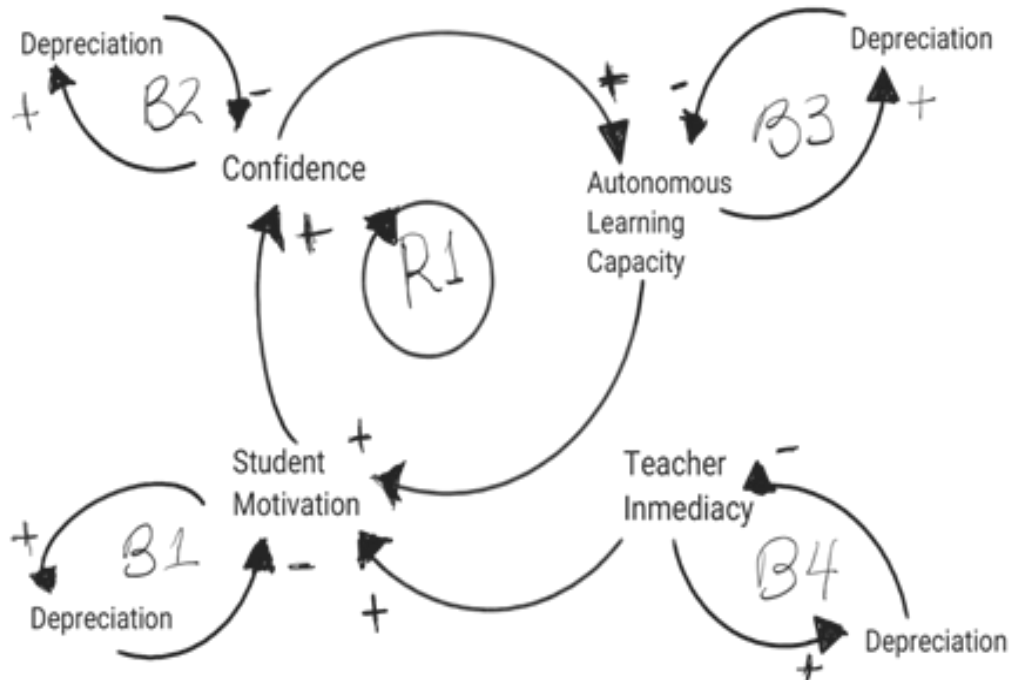 Depreciation
B2
-
+
Confidence
+
-
Depreciation
B3
+
Autonomous
Learning
Capacity
+
R1
+
Student
Motivation
Teacher
Inmediacy
-
+
B1
Depreciation
-
+
B4
Depreciation
+